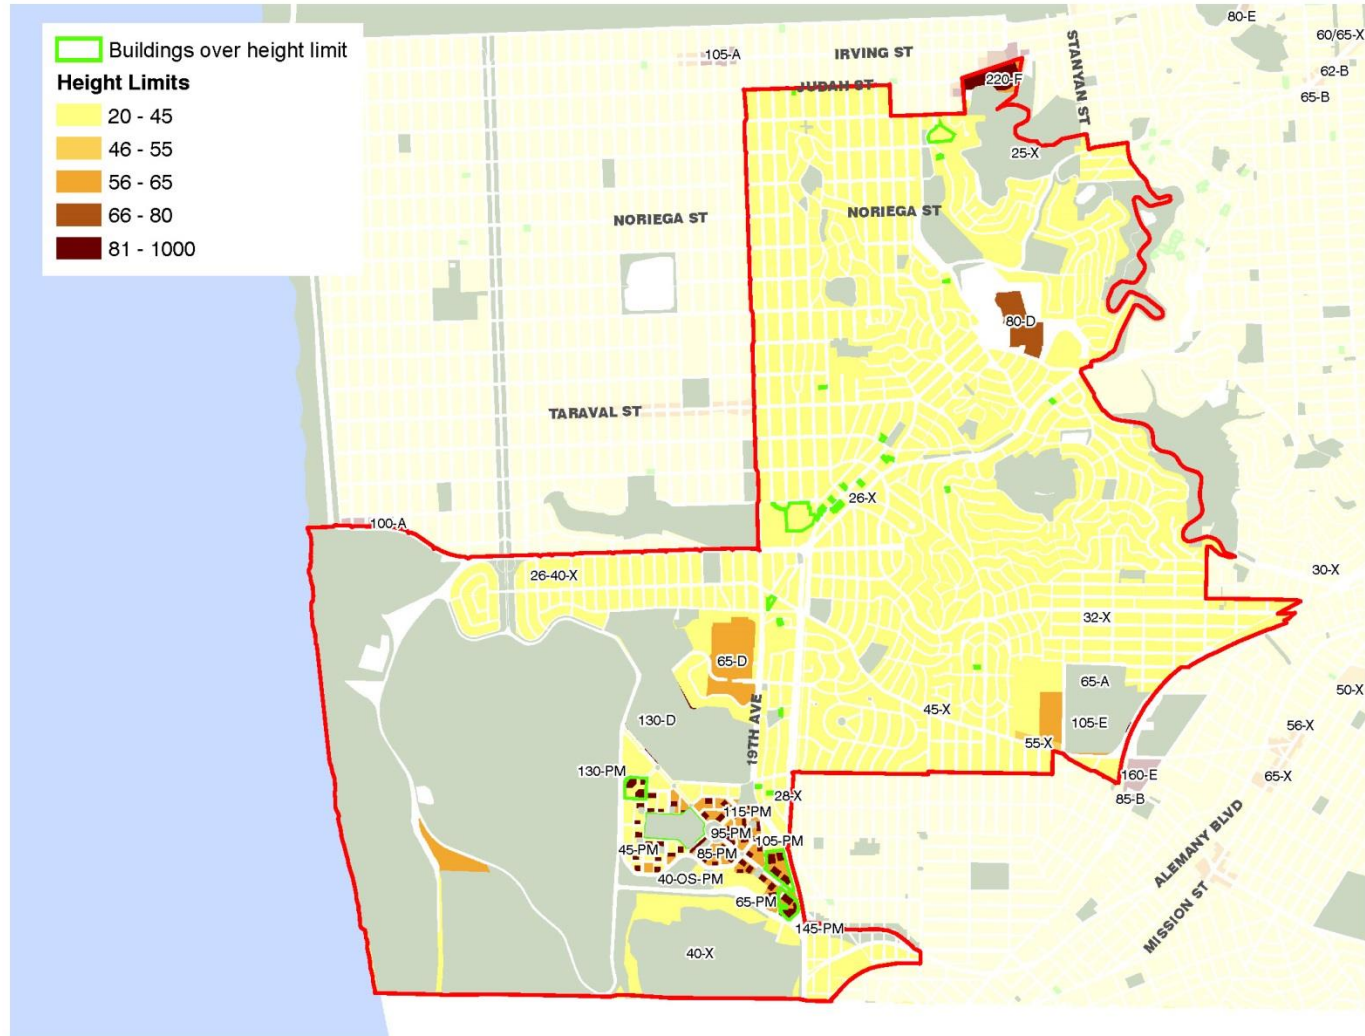 Buildings over height limit
Height Limits
20 - 45
46 - 55
56 - 65
66 - 80
81 - 1000
80-E
60/65-X
62-B
65-B
105-A
IRVING ST
STANYAN ST
JUDAH ST
220-F
25-X
NORIEGA ST
NORIEGA ST
80-D
TARAVAL ST
26-X
100-A
26-40-X
30-X
32-X
65-D
65-A
50-X
130-D
19TH AVE
45-X
105-E
56-X
55-X
130-PM
160-E
65-X
28-X
85-B
115-PM
95-PM
105-PM
45-PM
85-PM
ALEMANY BLVD
40-OS-PM
65-PM
MISSION ST
145-PM
40-X